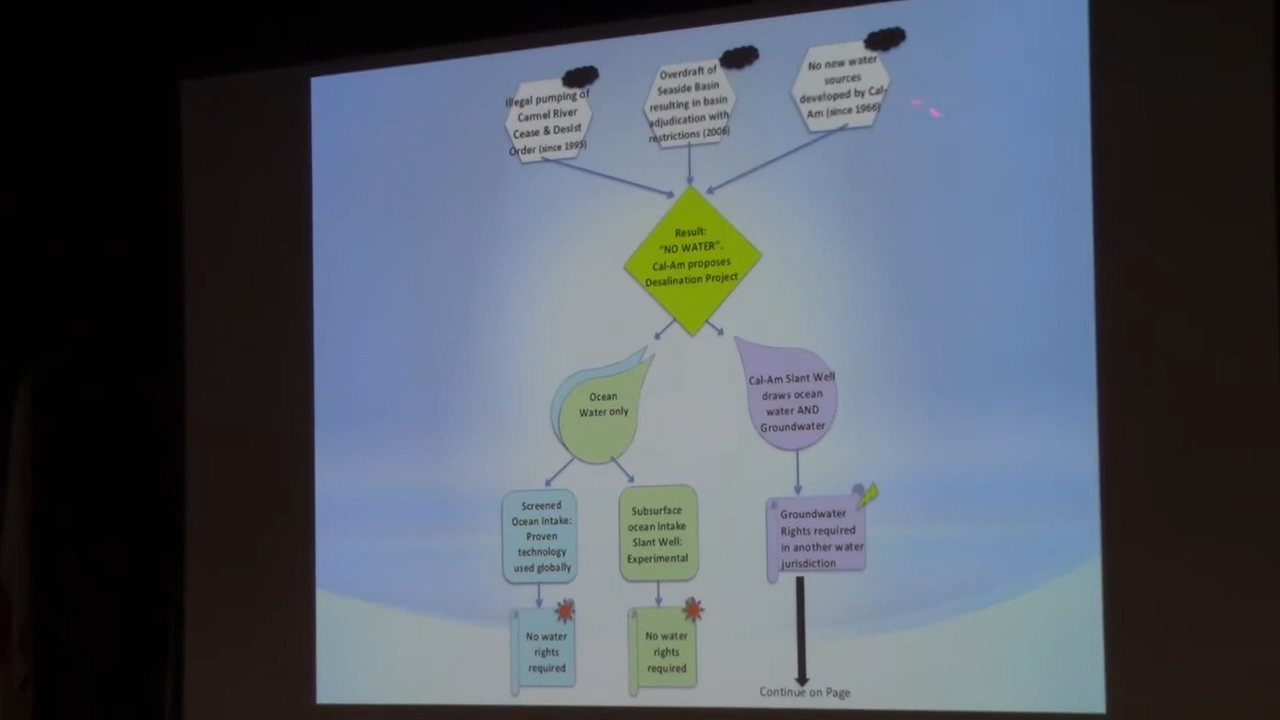 Illegal pumping of
Carmel River
Cease & Desist
Order (since 1995)
Overdraft of
Seaside Basin
resulting in basin
adjudication with
restrictions (2006)
No new water
sources
developed by Cal-
Am (since 1966)
Result:
"NO WATER".
Cal-Am proposes
Desalination Project
Ocean
Water only
Cal-Am Slant Well
draws ocean
water AND
Groundwater
Screened
Ocean Intake:
Proven
technology
used globally
Subsurface
ocean intake
Slant Well:
Experimental
Groundwater
Rights required
in another water
jurisdiction
No water
rights
required
No water
rights
required
Continue on Page